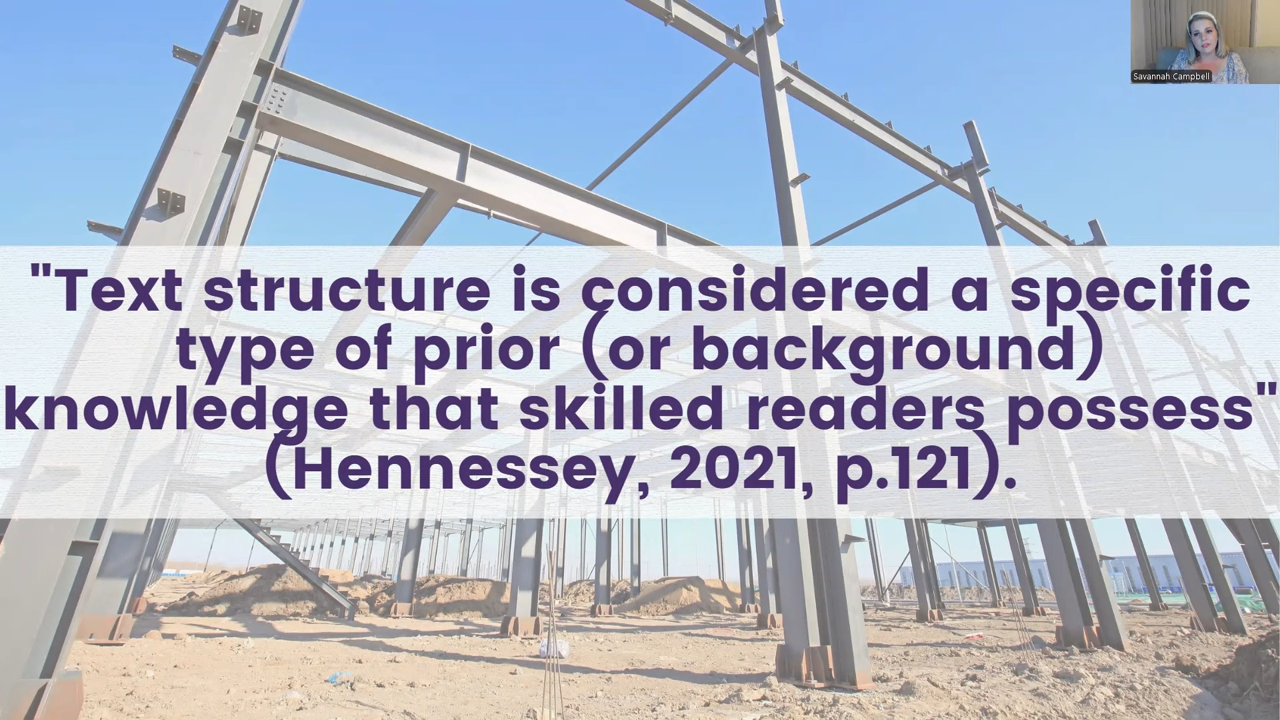 Savannah Campbell
"Text structure is considered a specific
type of prior (or background)
knowledge that skilled readers possess"
(Hennessey, 2021, p.121).